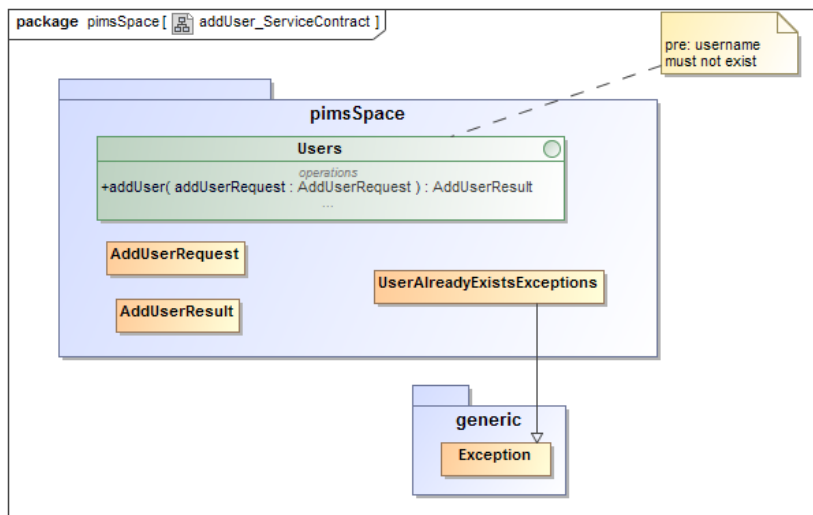 package pimsSpace [ addUser_ServiceContract ]
pre: username
must not exist
pimsSpace
Users
operations
+addUser( addUserRequest : AddUserRequest ) : AddUserResult
...
AddUserRequest
UserAlreadyExistsExceptions
AddUserResult
generic
Exception